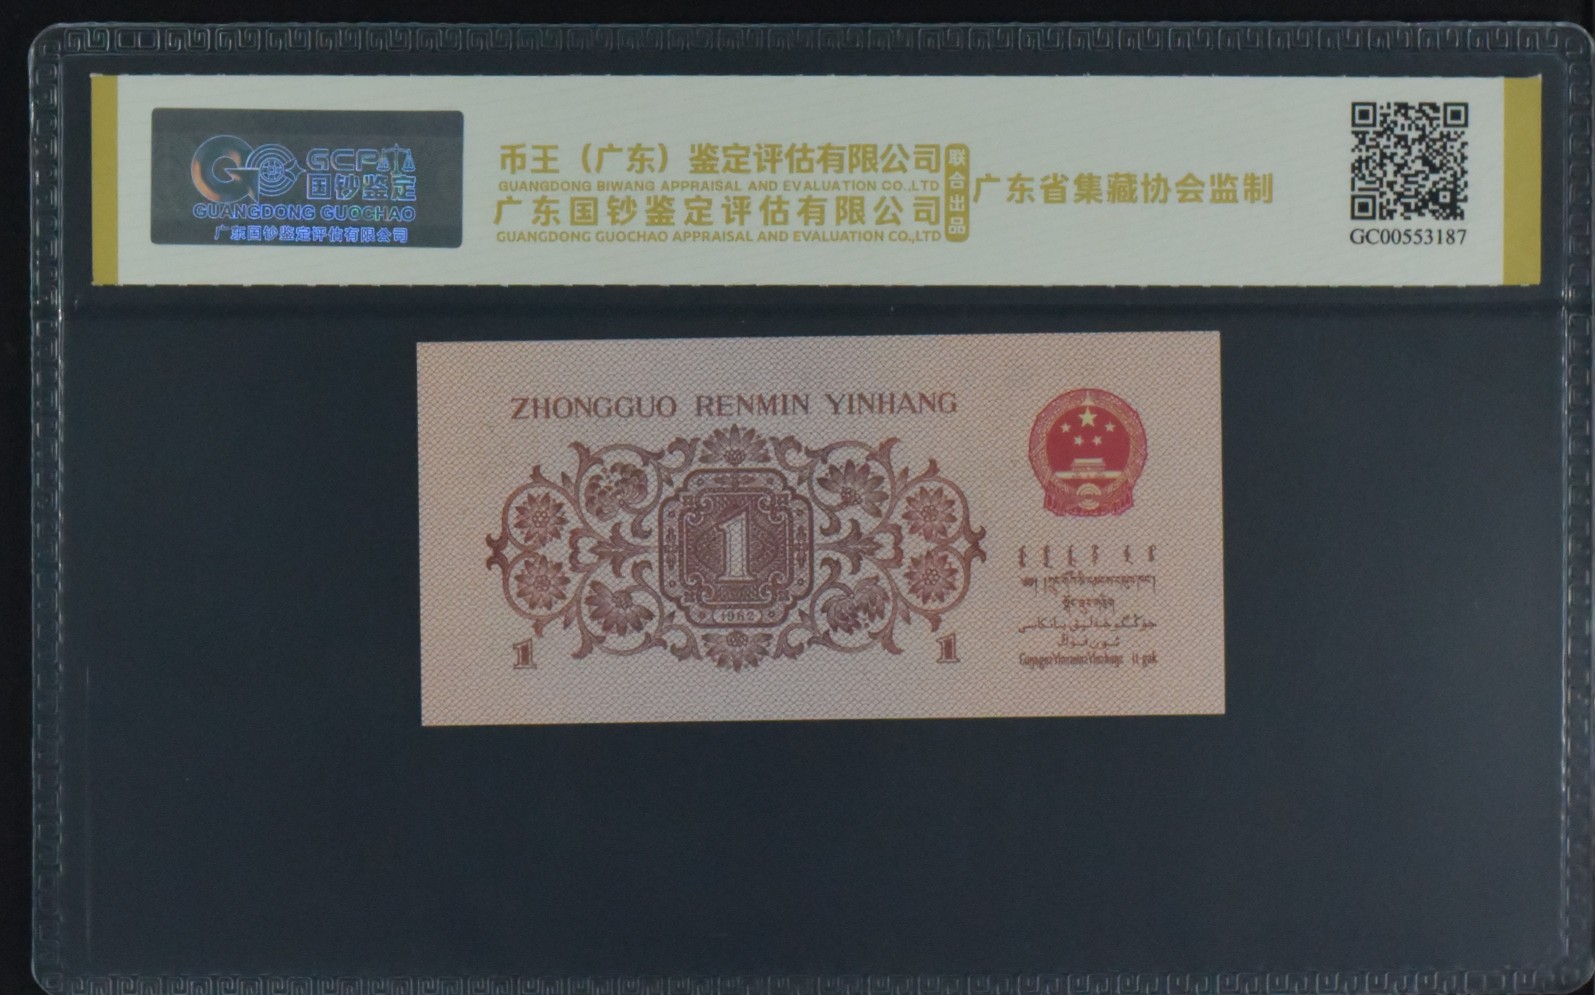 GCPA
国钞鉴定
GUANGDONG GUOCHAO
广东国钞鉴定评估有限公司
币王（广东）鉴定评估有限公司
GUANGDONG BIWANG APPRAISAL AND EVALUATION CO.,LTD
广东国钞鉴定评估有限公司
GUANGDONG GUOCHAO APPRAISAL AND EVALUATION CO.,LTD
联合出品
广东省集藏协会监制
GC00553187
ZHONGGUO RENMIN YINHANG
1
1962
1
1